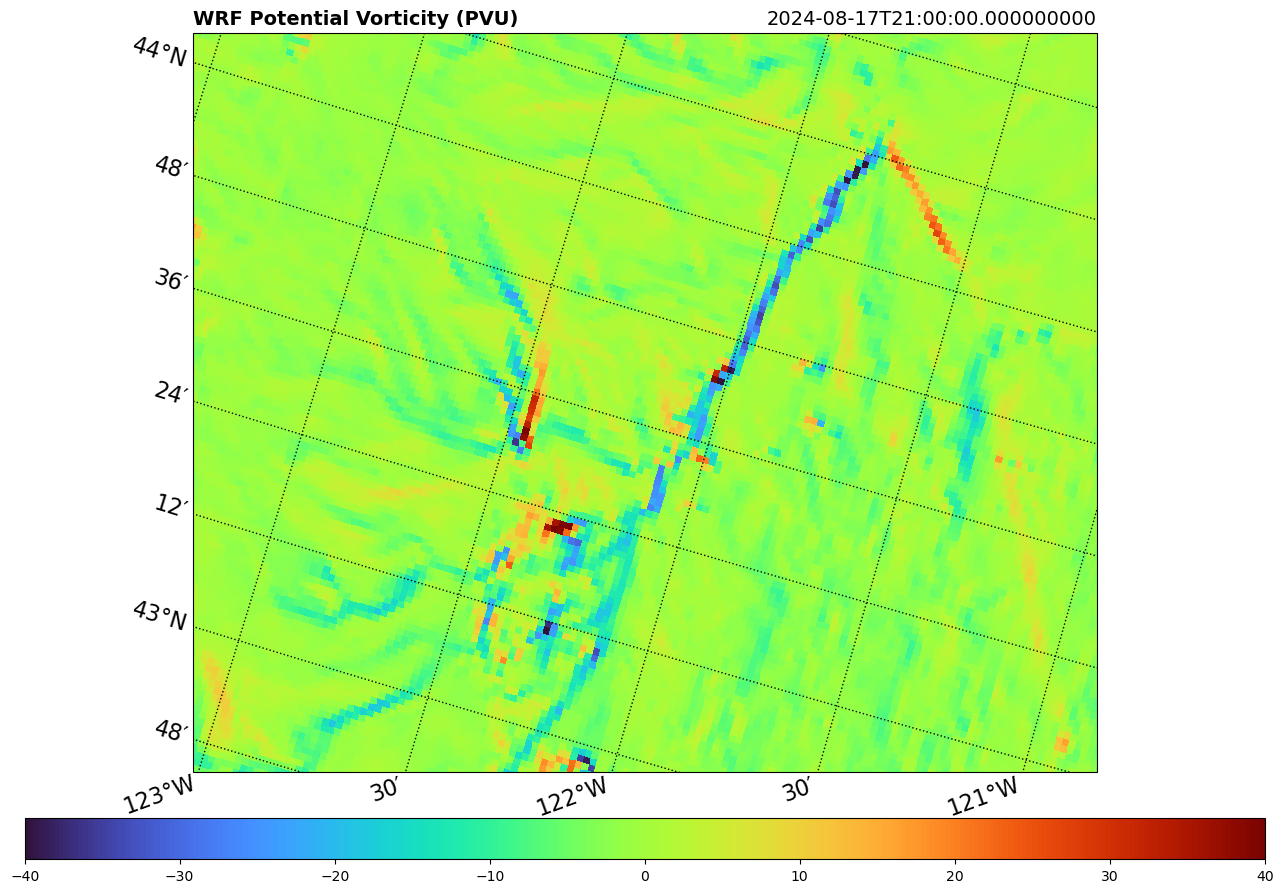 WRF Potential Vorticity (PVU) 2024-08-17T21:00:00.000000000
44°N
48′
36′
24′
12′
43°N
48′
123°W 30′ 122°W 30′ 121°W
−40 −30 −20 −10 0 10 20 30 40